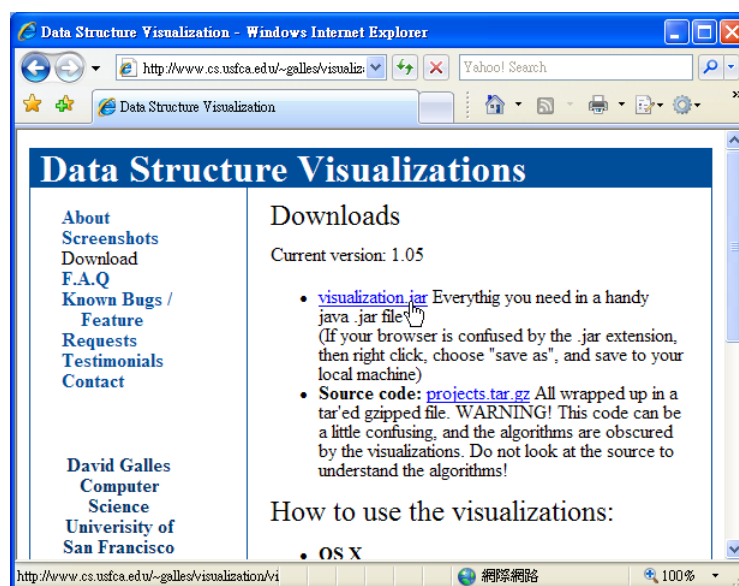 Data Structure Visualization - Windows Internet Explorer
http://www.cs.usfca.edu/~galles/visualiz
Yahoo! Search
Data Structure Visualization
Data Structure Visualizations
About
Screenshots
Download
F.A.Q
Known Bugs /
Feature
Requests
Testimonials
Contact
David Galles
Computer
Science
Univerisity of
San Francisco
Downloads
Current version: 1.05
• visualization.jar Everythig you need in a handy
java .jar file
(If your browser is confused by the .jar extension,
then right click, choose "save as", and save to your
local machine)
• Source code: projects.tar.gz All wrapped up in a
tar'ed gzipped file. WARNING! This code can be
a little confusing, and the algorithms are obscured
by the visualizations. Do not look at the source to
understand the algorithms!
How to use the visualizations:
• OS X
http://www.cs.usfca.edu/~galles/visualization/vi
網際網路
100%